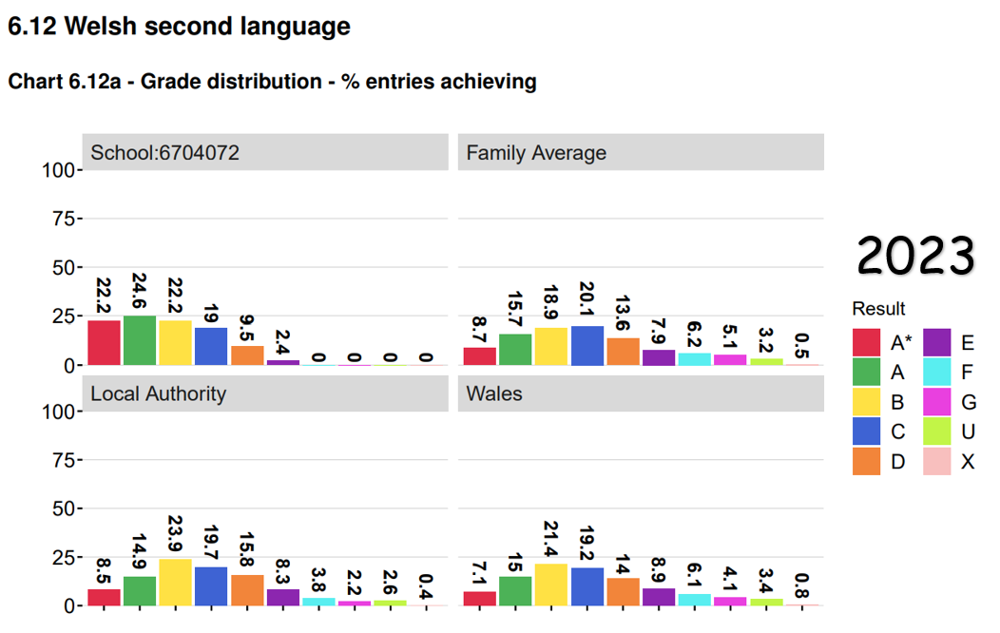 6.12 Welsh second language
Chart 6.12a - Grade distribution - % entries achieving
School:6704072
100
75
50
25
0
22.2 24.6 22.2 19 9.5 2.4 0 0 0 0
Family Average
8.7 15.7 18.9 20.1 13.6 7.9 6.2 5.1 3.2 0.5
Local Authority
100
75
50
25
0
8.5 14.9 23.9 19.7 15.8 8.3 3.8 2.2 2.6 0.4
Wales
7.1 15 21.4 19.2 14 8.9 6.1 4.1 3.4 0.8
2023
Result
A* E
A F
B G
C U
D X